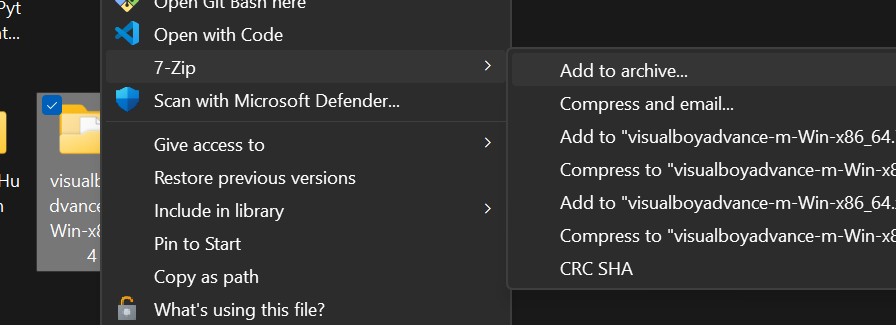 Pyt
t...
Hu
n
visualb
dvance
Win-x8
4
Open Git Bash here
Open with Code
7-Zip
Scan with Microsoft Defender...
Give access to
Restore previous versions
Include in library
Pin to Start
Copy as path
What's using this file?
Add to archive...
Compress and email...
Add to "visualboyadvance-m-Win-x86_64.
Compress to "visualboyadvance-m-Win-x8
Add to "visualboyadvance-m-Win-x86_64.
Compress to "visualboyadvance-m-Win-x8
CRC SHA